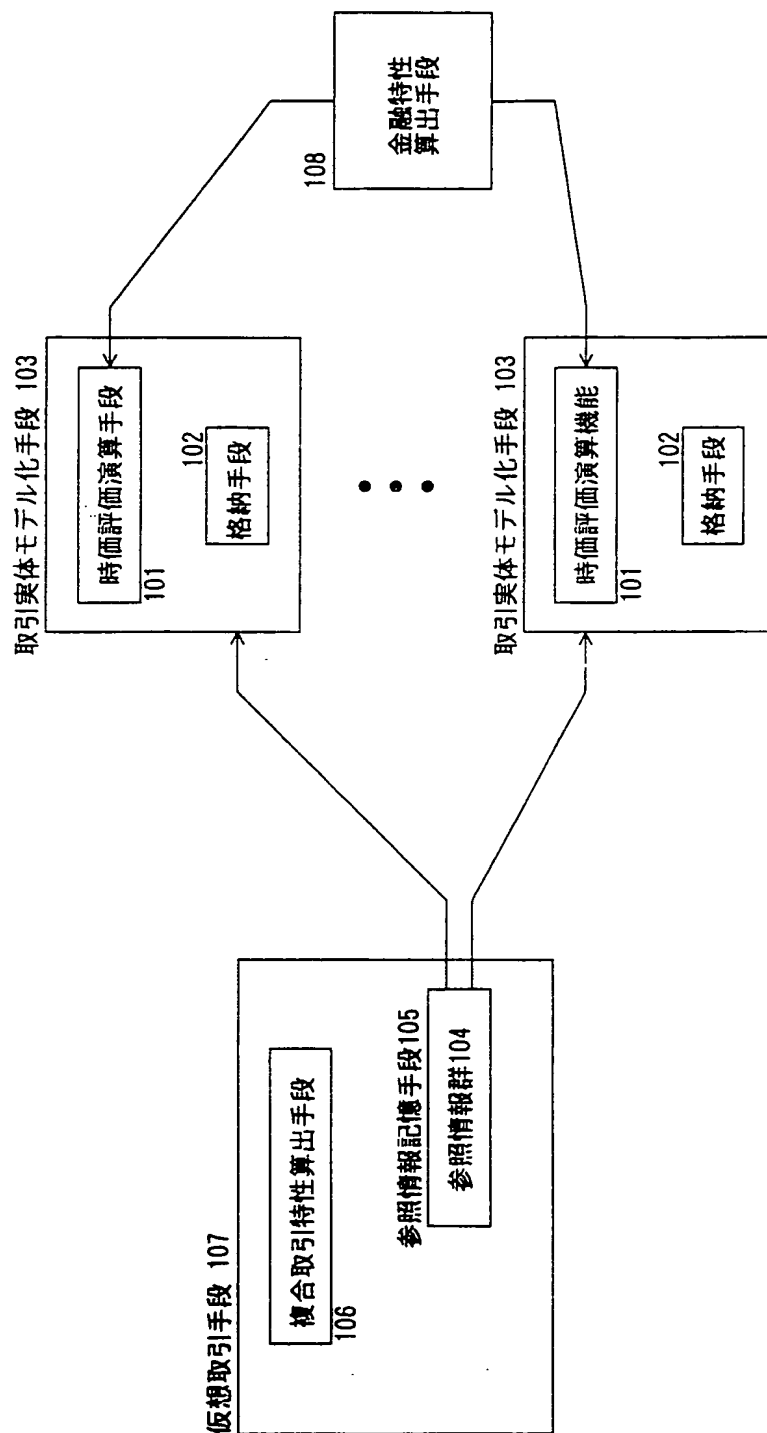 仮想取引手段 107
複合取引特性算出手段
106
参照情報記憶手段105
参照情報群104
取引実体モデル化手段 103
時価評価演算手段
101
102
格納手段
取引実体モデル化手段 103
時価評価演算機能
101
102
格納手段
108
金融特性
算出手段